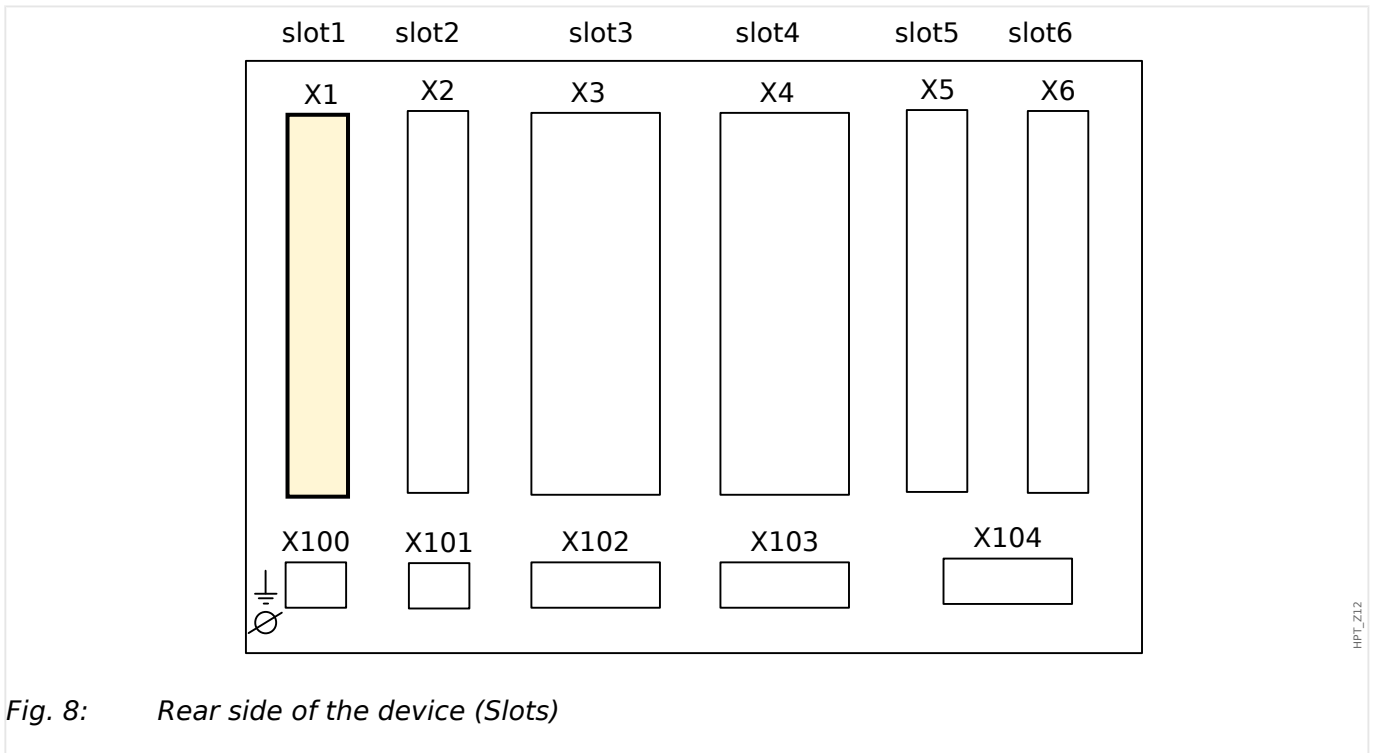 slot1 slot2 slot3 slot4 slot5 slot6
X1 X2 X3 X4 X5 X6
X100 X101 X102 X103 X104
HPT_Z12
Fig. 8: Rear side of the device (Slots)